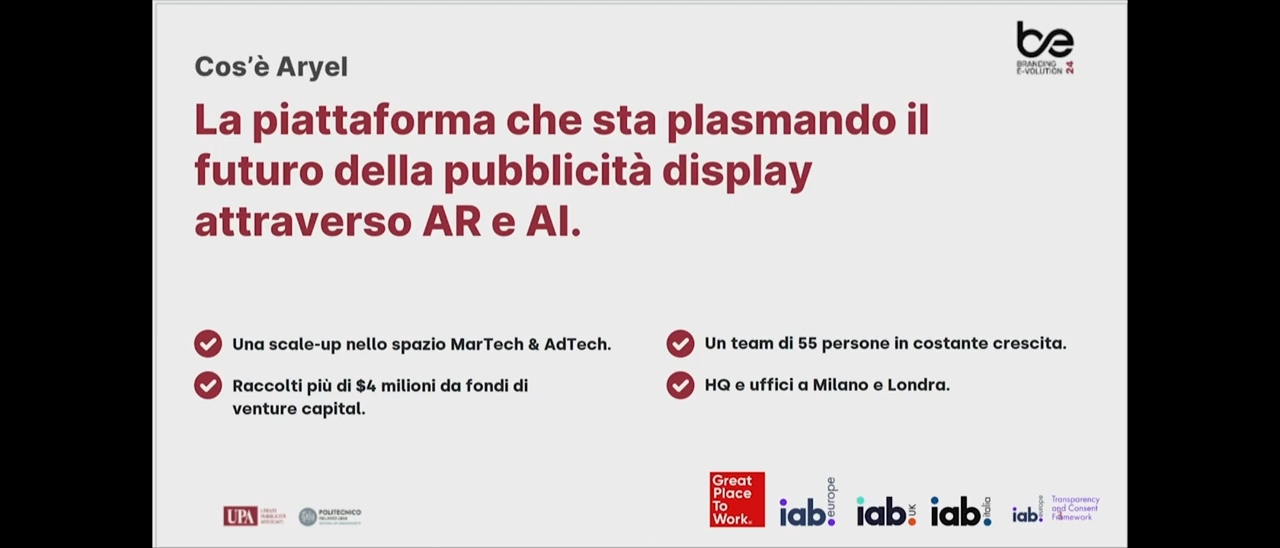 be
BRANDING
E-VOLUTION 24
Cos'è Aryel
La piattaforma che sta plasmando il
futuro della pubblicità display
attraverso AR e AI.
Una scale-up nello spazio MarTech & AdTech.
Un team di 55 persone in costante crescita.
Raccolti più di $4 milioni da fondi di
venture capital.
HQ e uffici a Milano e Londra.
Great
Place
To
Work.
UPA
POLITECNICO
iab. europe
iab. UK
iab. italia
iab. europe
Transparency
and Consent
Framework